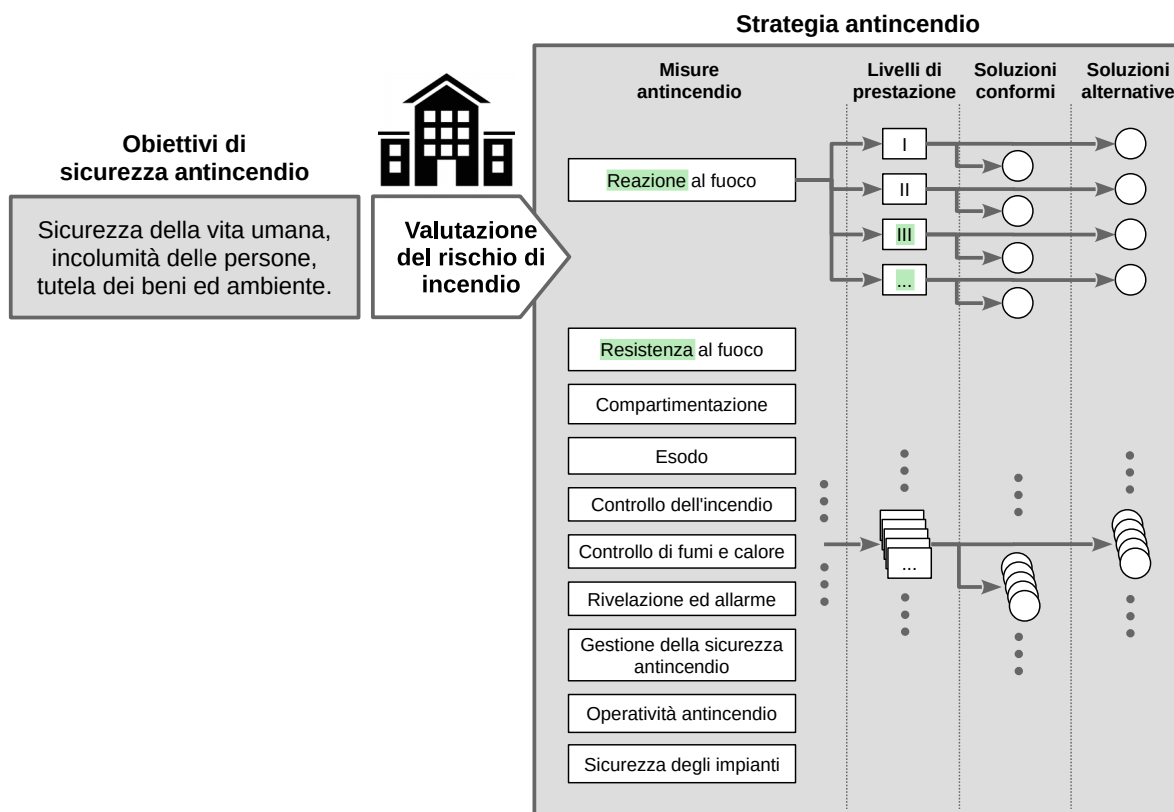 Strategia antincendio
Misure
antincendio
Livelli di
prestazione
Soluzioni
conformi
Soluzioni
alternative
Obiettivi di
sicurezza antincendio
Sicurezza della vita umana,
incolumità delle persone,
tutela dei beni ed ambiente.
Valutazione
del rischio di
incendio
Reazione al fuoco
I
II
III
...
Resistenza al fuoco
Compartimentazione
Esodo
Controllo dell'incendio
Controllo di fumi e calore
...
Rivelazione ed allarme
Gestione della sicurezza
antincendio
Operatività antincendio
Sicurezza degli impianti